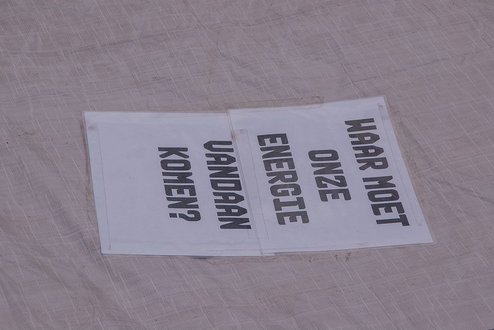 WAAR MOET
ONZE
ENERGIE
VANDAAN
KOMEN?